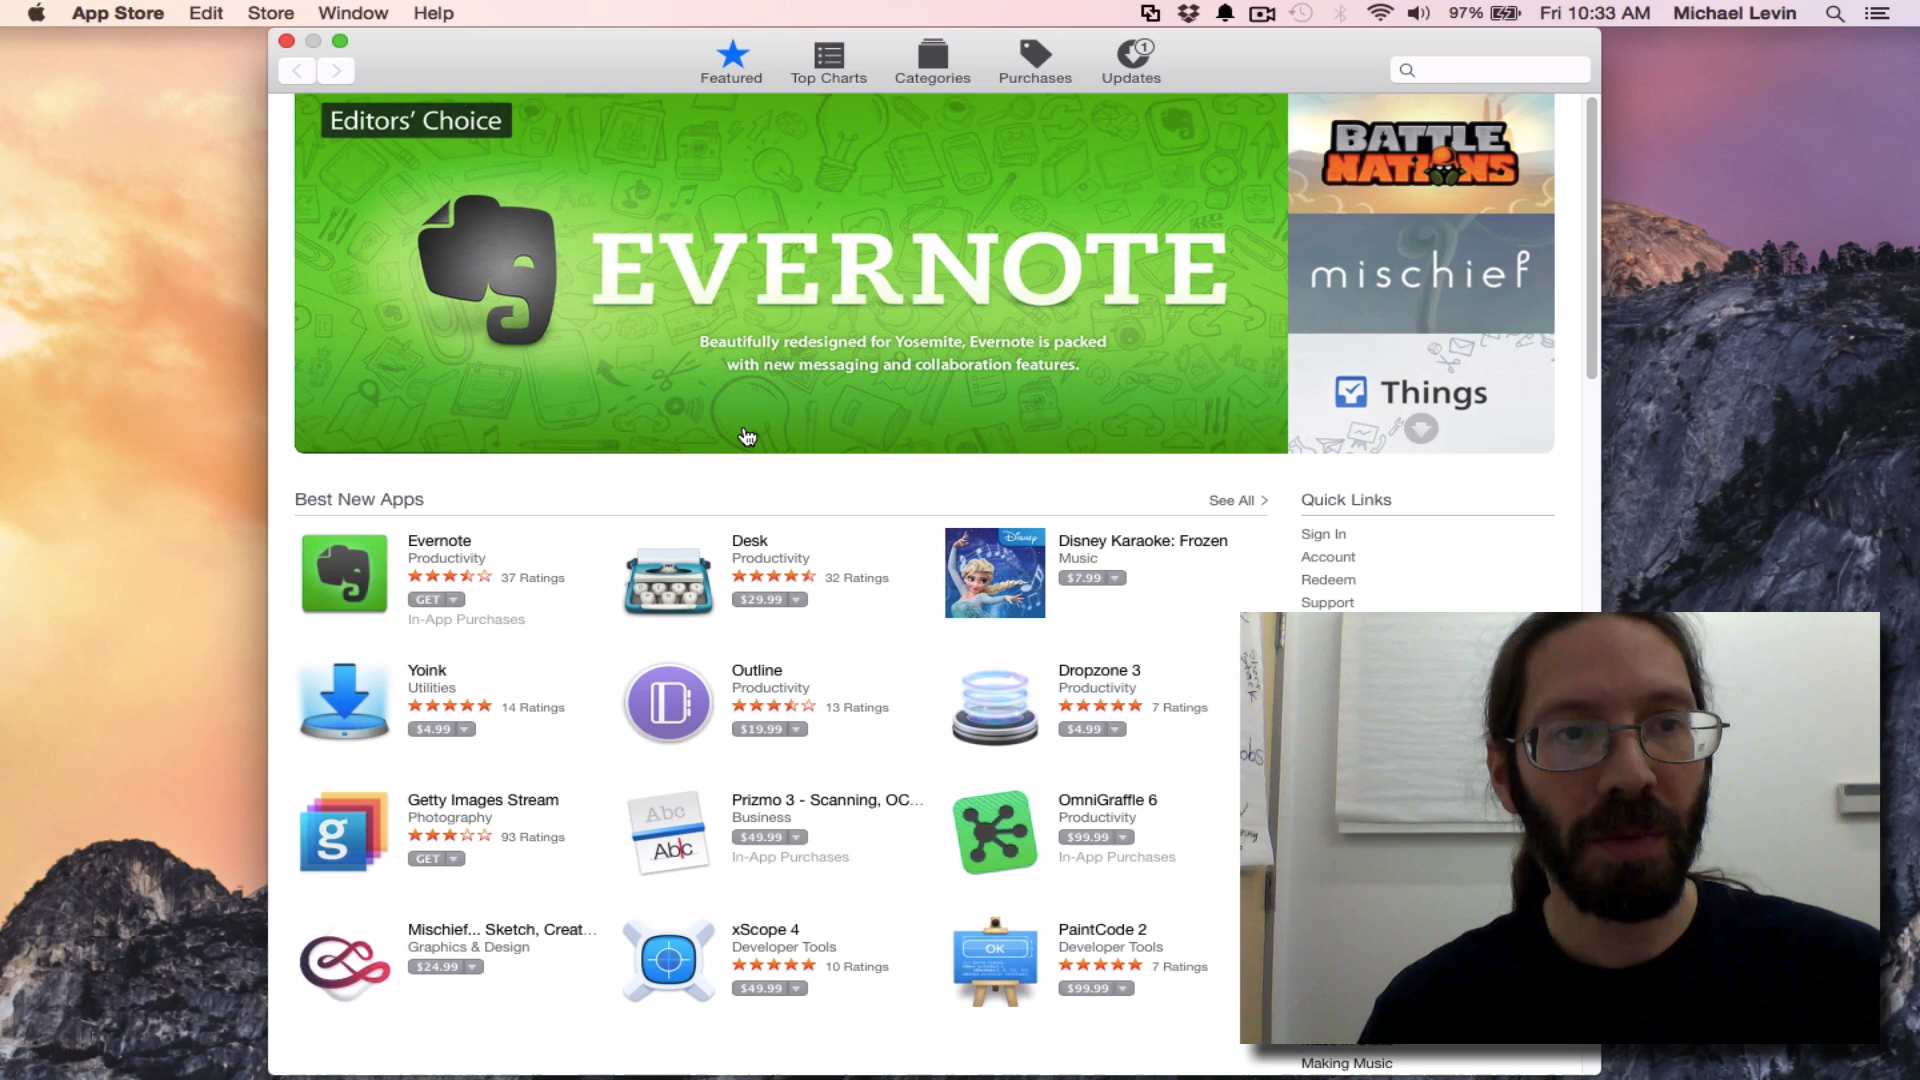 App Store Edit Store Window Help
97% Fri 10:33 AM Michael Levin
Featured
Top Charts
Categories
Purchases
1
Updates
Editors' Choice
EVERNOTE
Beautifully redesigned for Yosemite, Evernote is packed
with new messaging and collaboration features.
BATTLE
NATIONS
mischief
Things
Best New Apps
See All >
Evernote
Productivity
37 Ratings
GET
In-App Purchases
Desk
Productivity
32 Ratings
$29.99
Disney
Disney Karaoke: Frozen
Music
$7.99
Yoink
Utilities
14 Ratings
$4.99
Outline
Productivity
13 Ratings
$19.99
Dropzone 3
Productivity
7 Ratings
$4.99
g
Getty Images Stream
Photography
93 Ratings
GET
Abc
Abc
Prizmo 3 - Scanning, OC...
Business
$49.99
In-App Purchases
OmniGraffle 6
Productivity
$99.99
In-App Purchases
Mischief... Sketch, Creat...
Graphics & Design
$24.99
xScope 4
Developer Tools
10 Ratings
$49.99
OK
PaintCode 2
Developer Tools
7 Ratings
$99.99
Quick Links
Sign In
Account
Redeem
Support
Making Music